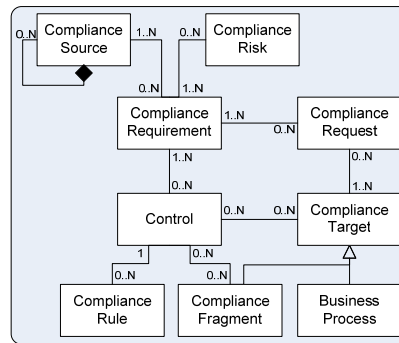 Compliance
Source
Compliance
Risk
0..N
1..N
0..N
0..N
1..N
Compliance
Requirement
Compliance
Request
1..N
0..N
1..N
0..N
0..N
1..N
Control
Compliance
Target
0..N
0..N
1
0..N
0..N
0..N
Compliance
Rule
Compliance
Fragment
Business
Process